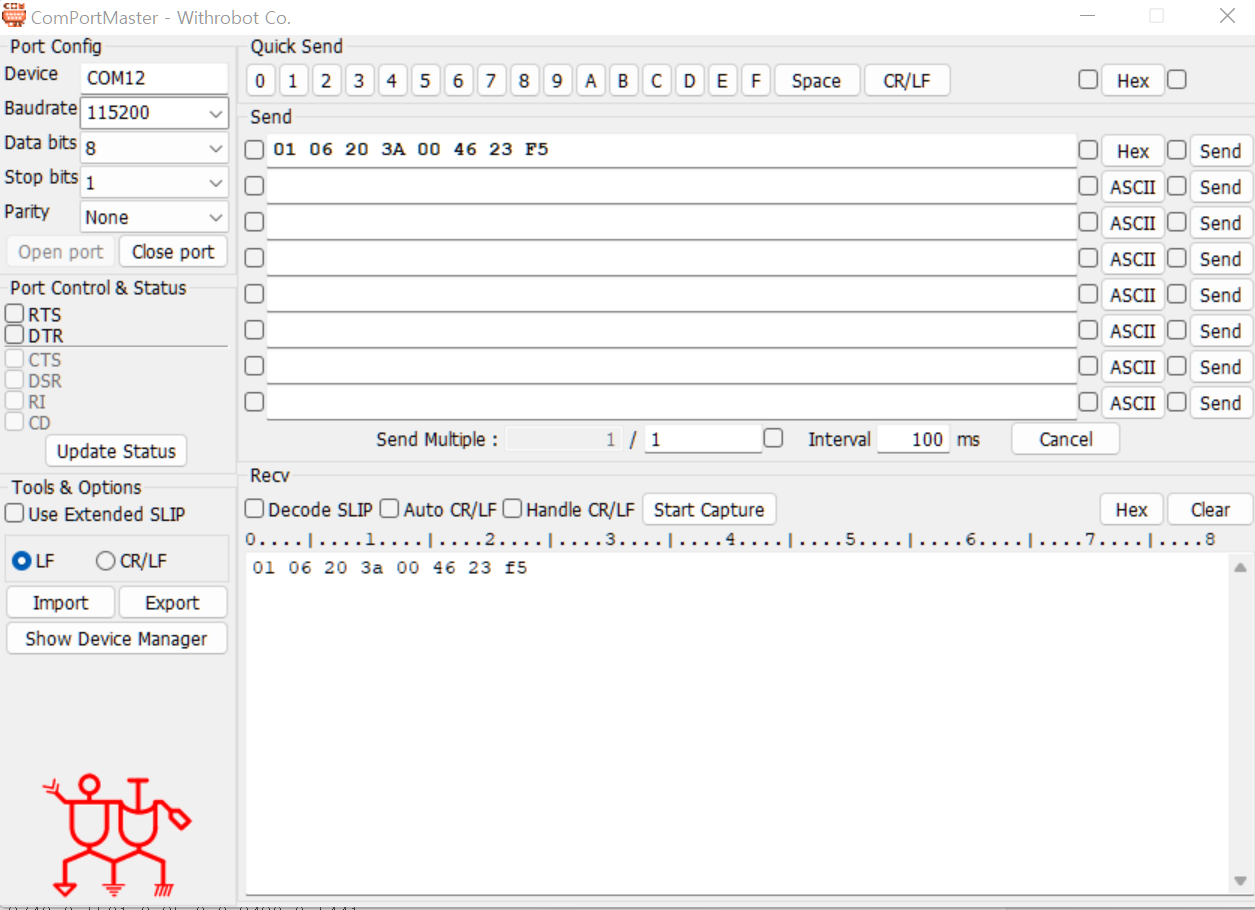 ComPortMaster - Withrobot Co.
Port Config
Device COM12
Baudrate 115200
Data bits 8
Stop bits 1
Parity None
Open port Close port
Port Control & Status
RTS
DTR
CTS
DSR
RI
CD
Update Status
Tools & Options
Use Extended SLIP
LF CR/LF
Import Export
Show Device Manager
Quick Send
0 1 2 3 4 5 6 7 8 9 A B C D E F Space CR/LF Hex
Send
01 06 20 3A 00 46 23 F5 Hex Send
ASCII Send
ASCII Send
ASCII Send
ASCII Send
ASCII Send
ASCII Send
ASCII Send
Send Multiple : 1 / 1 Interval 100 ms Cancel
Recv
Decode SLIP Auto CR/LF Handle CR/LF Start Capture Hex Clear
0....|....1....|....2....|....3....|....4....|....5....|....6....|....7....|....8
01 06 20 3a 00 46 23 f5